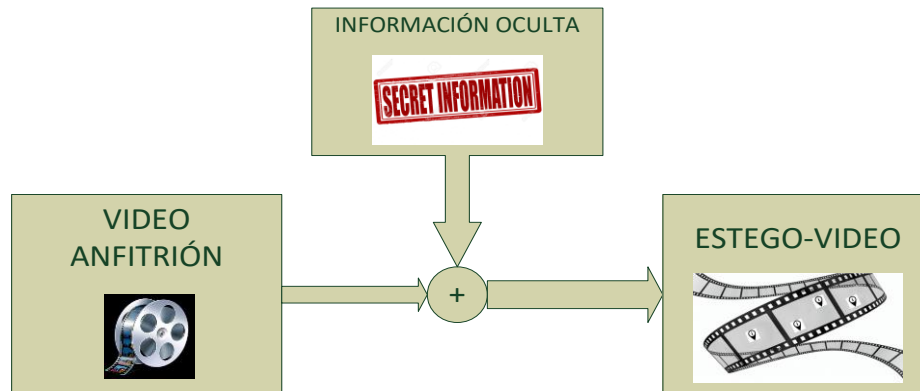 INFORMACIÓN OCULTA
SECRET INFORMATION
VIDEO
ANFITRIÓN
+
ESTEGO-VIDEO